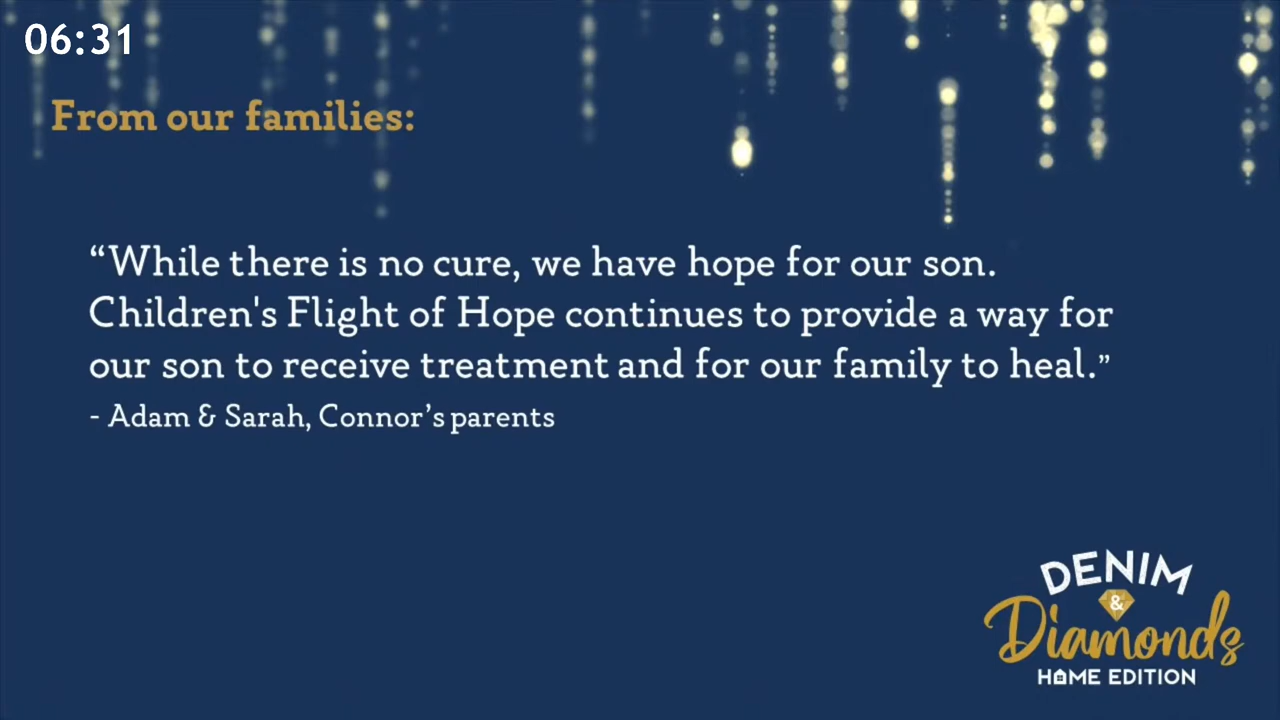 06:31
From our families:
“While there is no cure, we have hope for our son.
Children's Flight of Hope continues to provide a way for
our son to receive treatment and for our family to heal.”
- Adam & Sarah, Connor’s parents
DENIM
&
Diamonds
HOME EDITION